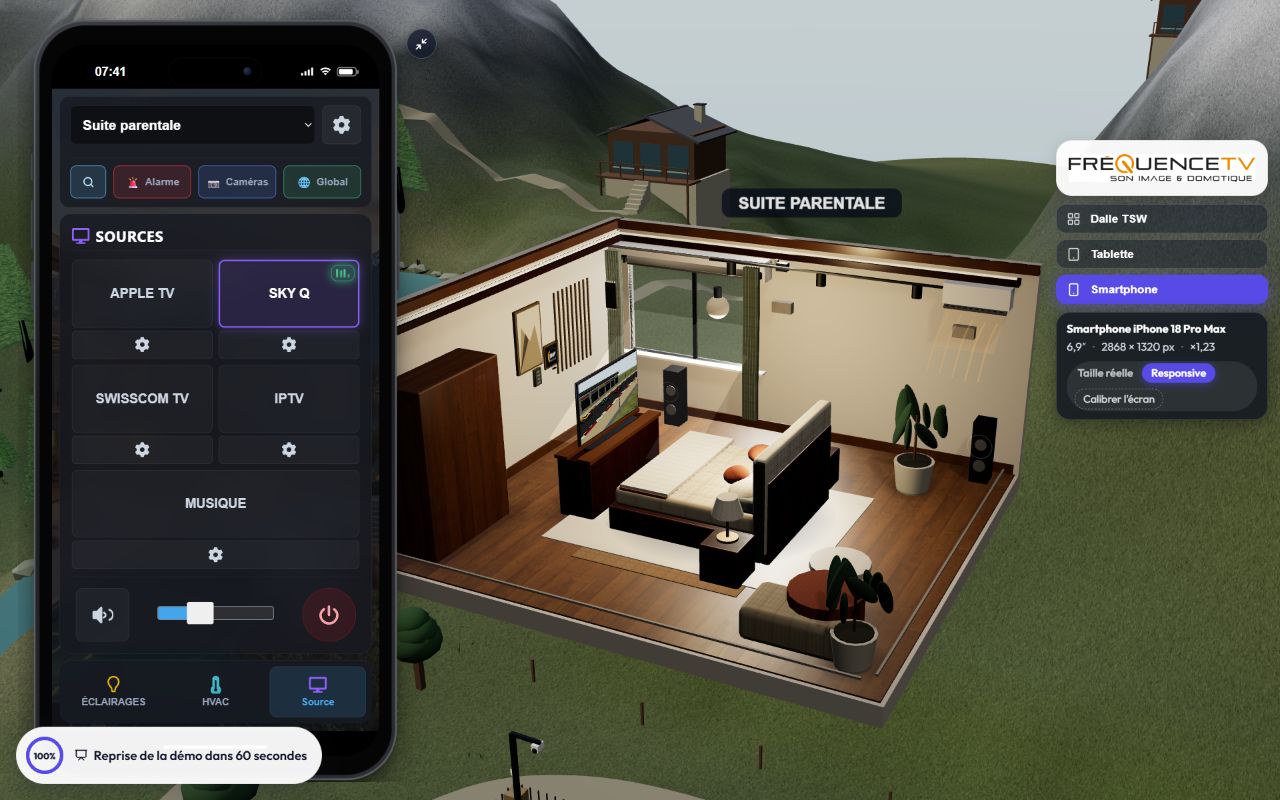 07:41
Suite parentale
Alarme
Caméras
Global
SOURCES
APPLE TV
SKY Q
SWISSCOM TV
IPTV
MUSIQUE
ÉCLAIRAGES
HVAC
Source
100%
Reprise de la démo dans 60 secondes
SUITE PARENTALE
FRÉQUENCETV
SON IMAGE & DOMOTIQUE
Dalle TSW
Tablette
Smartphone
Smartphone iPhone 18 Pro Max
6,9″ · 2868 × 1320 px · ×1,23
Taille réelle
Responsive
Calibrer l'écran